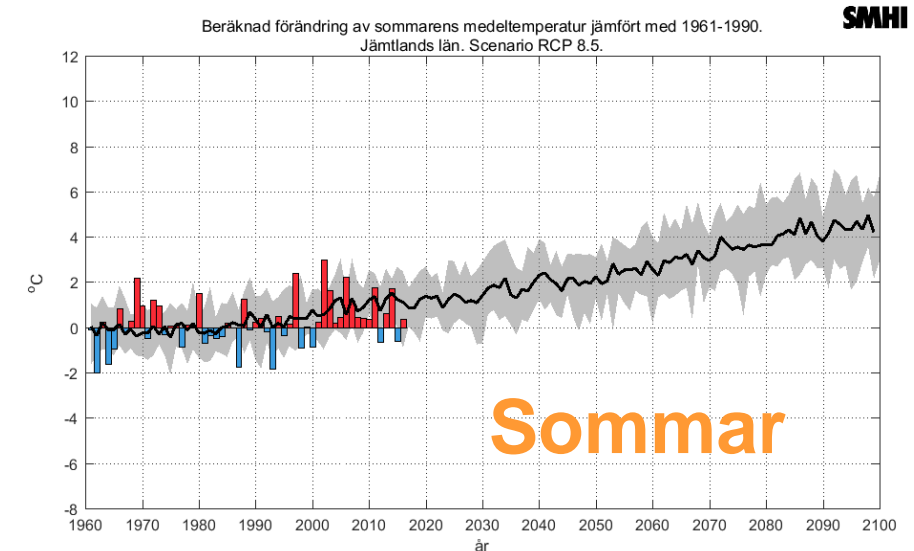 SMHI
Beräknad förändring av sommarens medeltemperatur jämfört med 1961-1990.
Jämtlands län. Scenario RCP 8.5.
12
10
8
6
4
2
0
-2
-4
-6
-8
°C
Sommar
1960 1970 1980 1990 2000 2010 2020 2030 2040 2050 2060 2070 2080 2090 2100
år